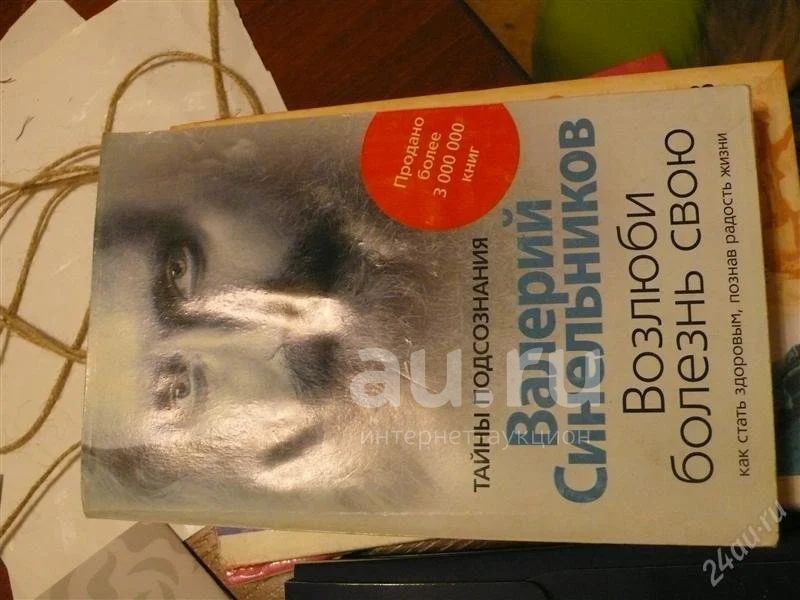 Продано
более
3 000 000
книг
ТАЙНЫ ПОДСОЗНАНИЯ
Валерий
Синельников
Возлюби
болезнь свою
как стать здоровым, познав радость жизни
au.ru
интернет-аукцион
24au.ru